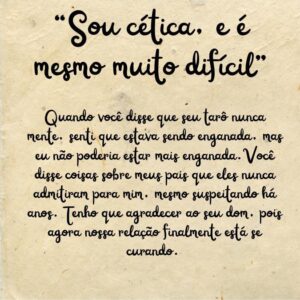 “Sou cética, e é
mesmo muito difícil”
Quando você disse que seu tarô nunca
mente, senti que estava sendo enganada, mas
eu não poderia estar mais enganada. Você
disse coisas sobre meus pais que eles nunca
admitiram para mim, mesmo suspeitando há
anos. Tenho que agradecer ao seu dom, pois
agora nossa relação finalmente está se
curando.